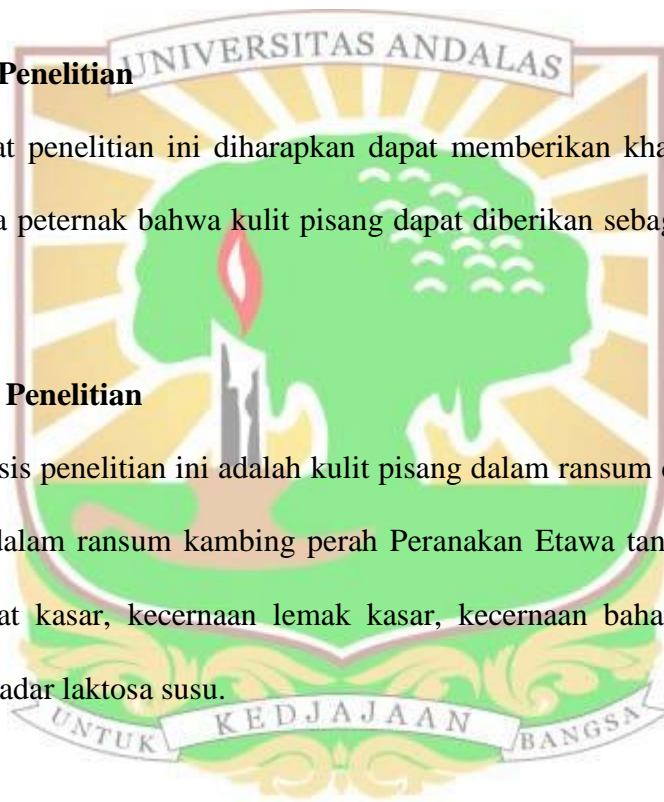 UNIVERSITAS ANDALAS
Penelitian
at penelitian ini diharapkan dapat memberikan kha
a peternak bahwa kulit pisang dapat diberikan sebag
Penelitian
sis penelitian ini adalah kulit pisang dalam ransum
dalam ransum kambing perah Peranakan Etawa tan
at kasar, kecernaan lemak kasar, kecernaan baha
adar laktosa susu.
UNTUK KEDJAJAAN BANGSA